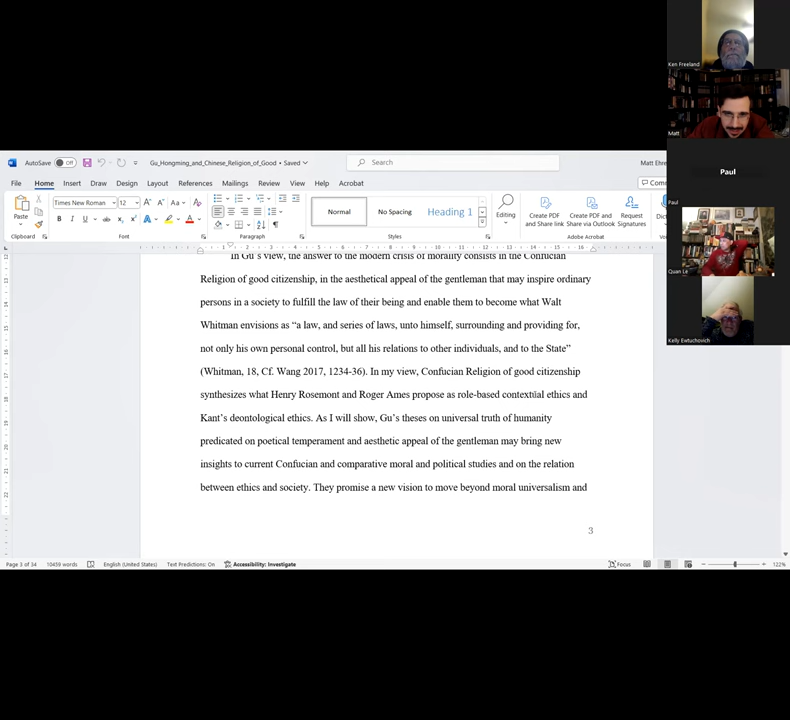 Ken Freeland
Matt
Paul
Paul
Quan Le
Kelly Ewtuchovich
AutoSave Off
Gu_Hongming_and_Chinese_Religion_of_Good • Saved
Search
Matt Ehre
File Home Insert Draw Design Layout References Mailings Review View Help Acrobat
Comm
Paste
Times New Roman 12
Normal
No Spacing
Heading 1
Editing
Create PDF and Share link
Create PDF and Share via Outlook
Request Signatures
Dict
Clipboard
Font
Paragraph
Styles
Adobe Acrobat
In Gu's view, the answer to the modern crisis of morality consists in the Confucian
Religion of good citizenship, in the aesthetical appeal of the gentleman that may inspire ordinary
persons in a society to fulfill the law of their being and enable them to become what Walt
Whitman envisions as “a law, and series of laws, unto himself, surrounding and providing for,
not only his own personal control, but all his relations to other individuals, and to the State”
(Whitman, 18, Cf. Wang 2017, 1234-36). In my view, Confucian Religion of good citizenship
synthesizes what Henry Rosemont and Roger Ames propose as role-based contextual ethics and
Kant's deontological ethics. As I will show, Gu's theses on universal truth of humanity
predicated on poetical temperament and aesthetic appeal of the gentleman may bring new
insights to current Confucian and comparative moral and political studies and on the relation
between ethics and society. They promise a new vision to move beyond moral universalism and
3
Page 3 of 34 10459 words English (United States) Text Predictions: On Accessibility: Investigate Focus 122%